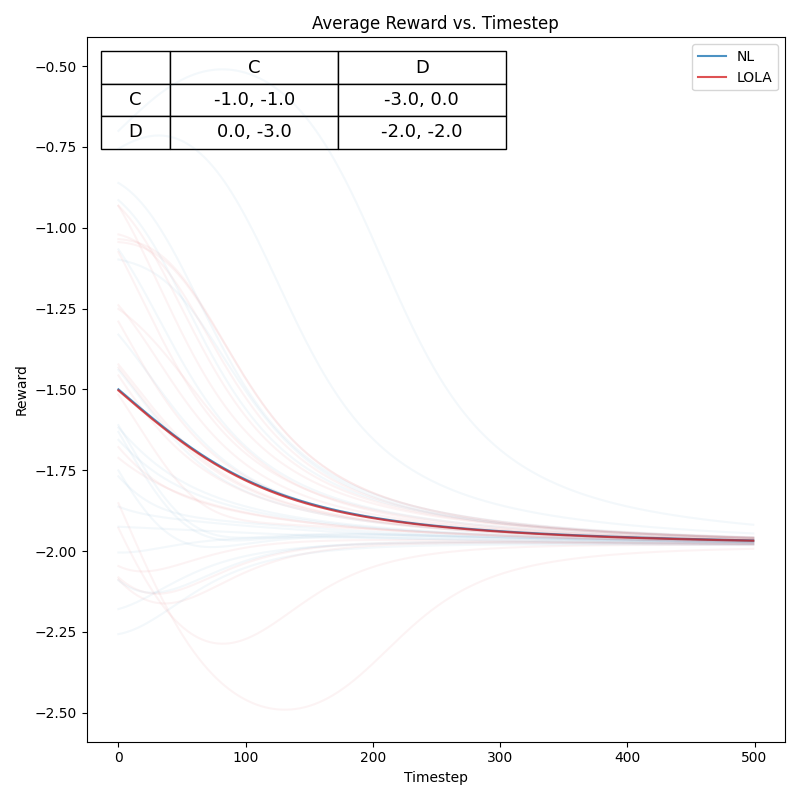 Average Reward vs. Timestep
NL
LOLA
C D
C -1.0, -1.0 -3.0, 0.0
D 0.0, -3.0 -2.0, -2.0
−0.50
−0.75
−1.00
−1.25
−1.50
−1.75
−2.00
−2.25
−2.50
Reward
0 100 200 300 400 500
Timestep